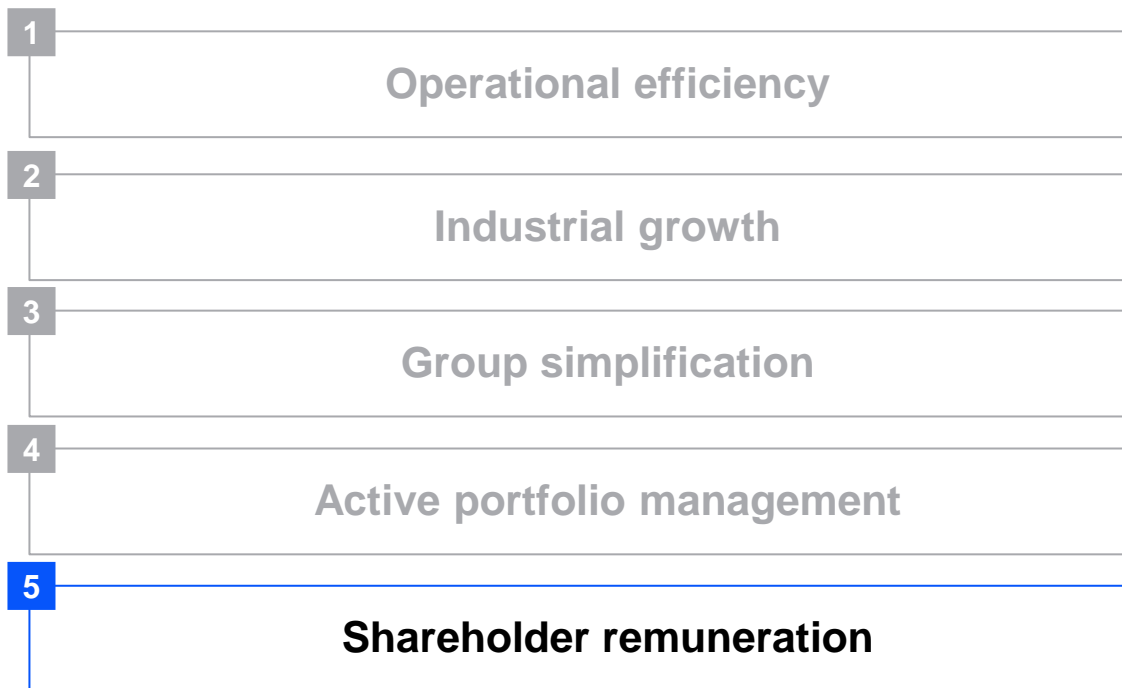 1
Operational efficiency
2
Industrial growth
3
Group simplification
4
Active portfolio management
5
Shareholder remuneration